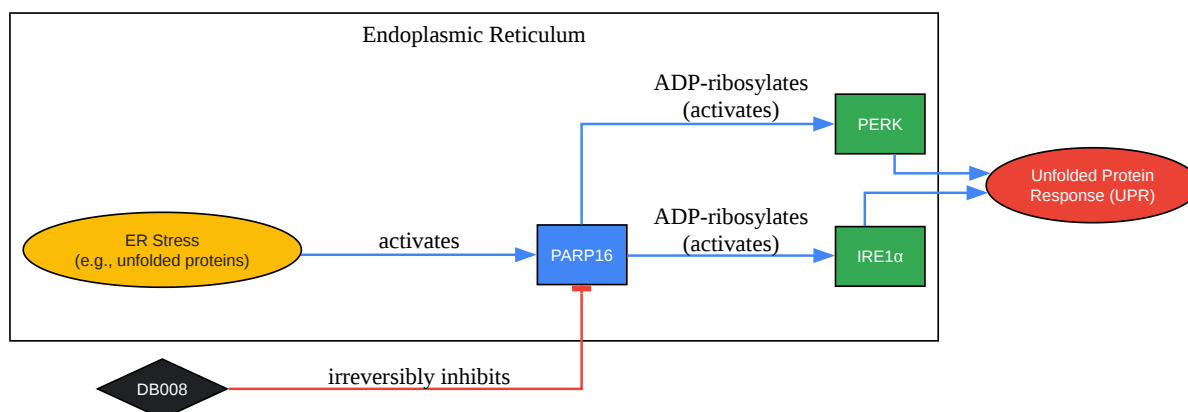 Endoplasmic Reticulum
ADP-ribosylates
(activates)
PERK
Unfolded Protein
Response (UPR)
ER Stress
(e.g., unfolded proteins)
activates
PARP16
ADP-ribosylates
(activates)
IRE1α
DB008
irreversibly inhibits